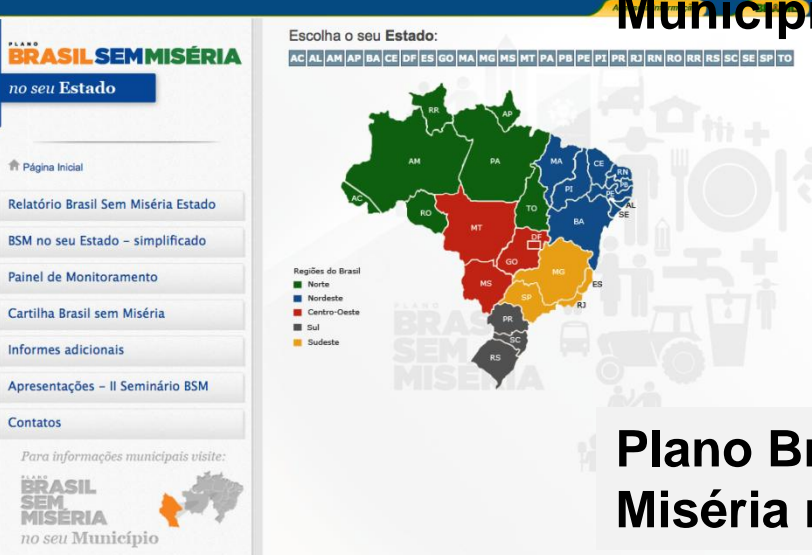 Município
Escolha o seu Estado:
AC AL AM AP BA CE DF ES GO MA MG MS MT PA PB PE PI PR RJ RN RO RR RS SC SE SP TO
PLANO
BRASIL SEM MISÉRIA
no seu Estado
Página Inicial
Relatório Brasil Sem Miséria Estado
BSM no seu Estado – simplificado
Painel de Monitoramento
Cartilha Brasil sem Miséria
Informes adicionais
Apresentações – II Seminário BSM
Contatos
Para informações municipais visite:
PLANO
BRASIL
SEM
MISÉRIA
no seu Município
RR
AP
AM
PA
MA
CE
RN
PB
PE
PI
AL
SE
AC
RO
TO
BA
MT
DF
GO
MG
MS
ES
SP
RJ
PR
SC
RS
Regiões do Brasil
Norte
Nordeste
Centro-Oeste
Sul
Sudeste
Plano Br
Miséria